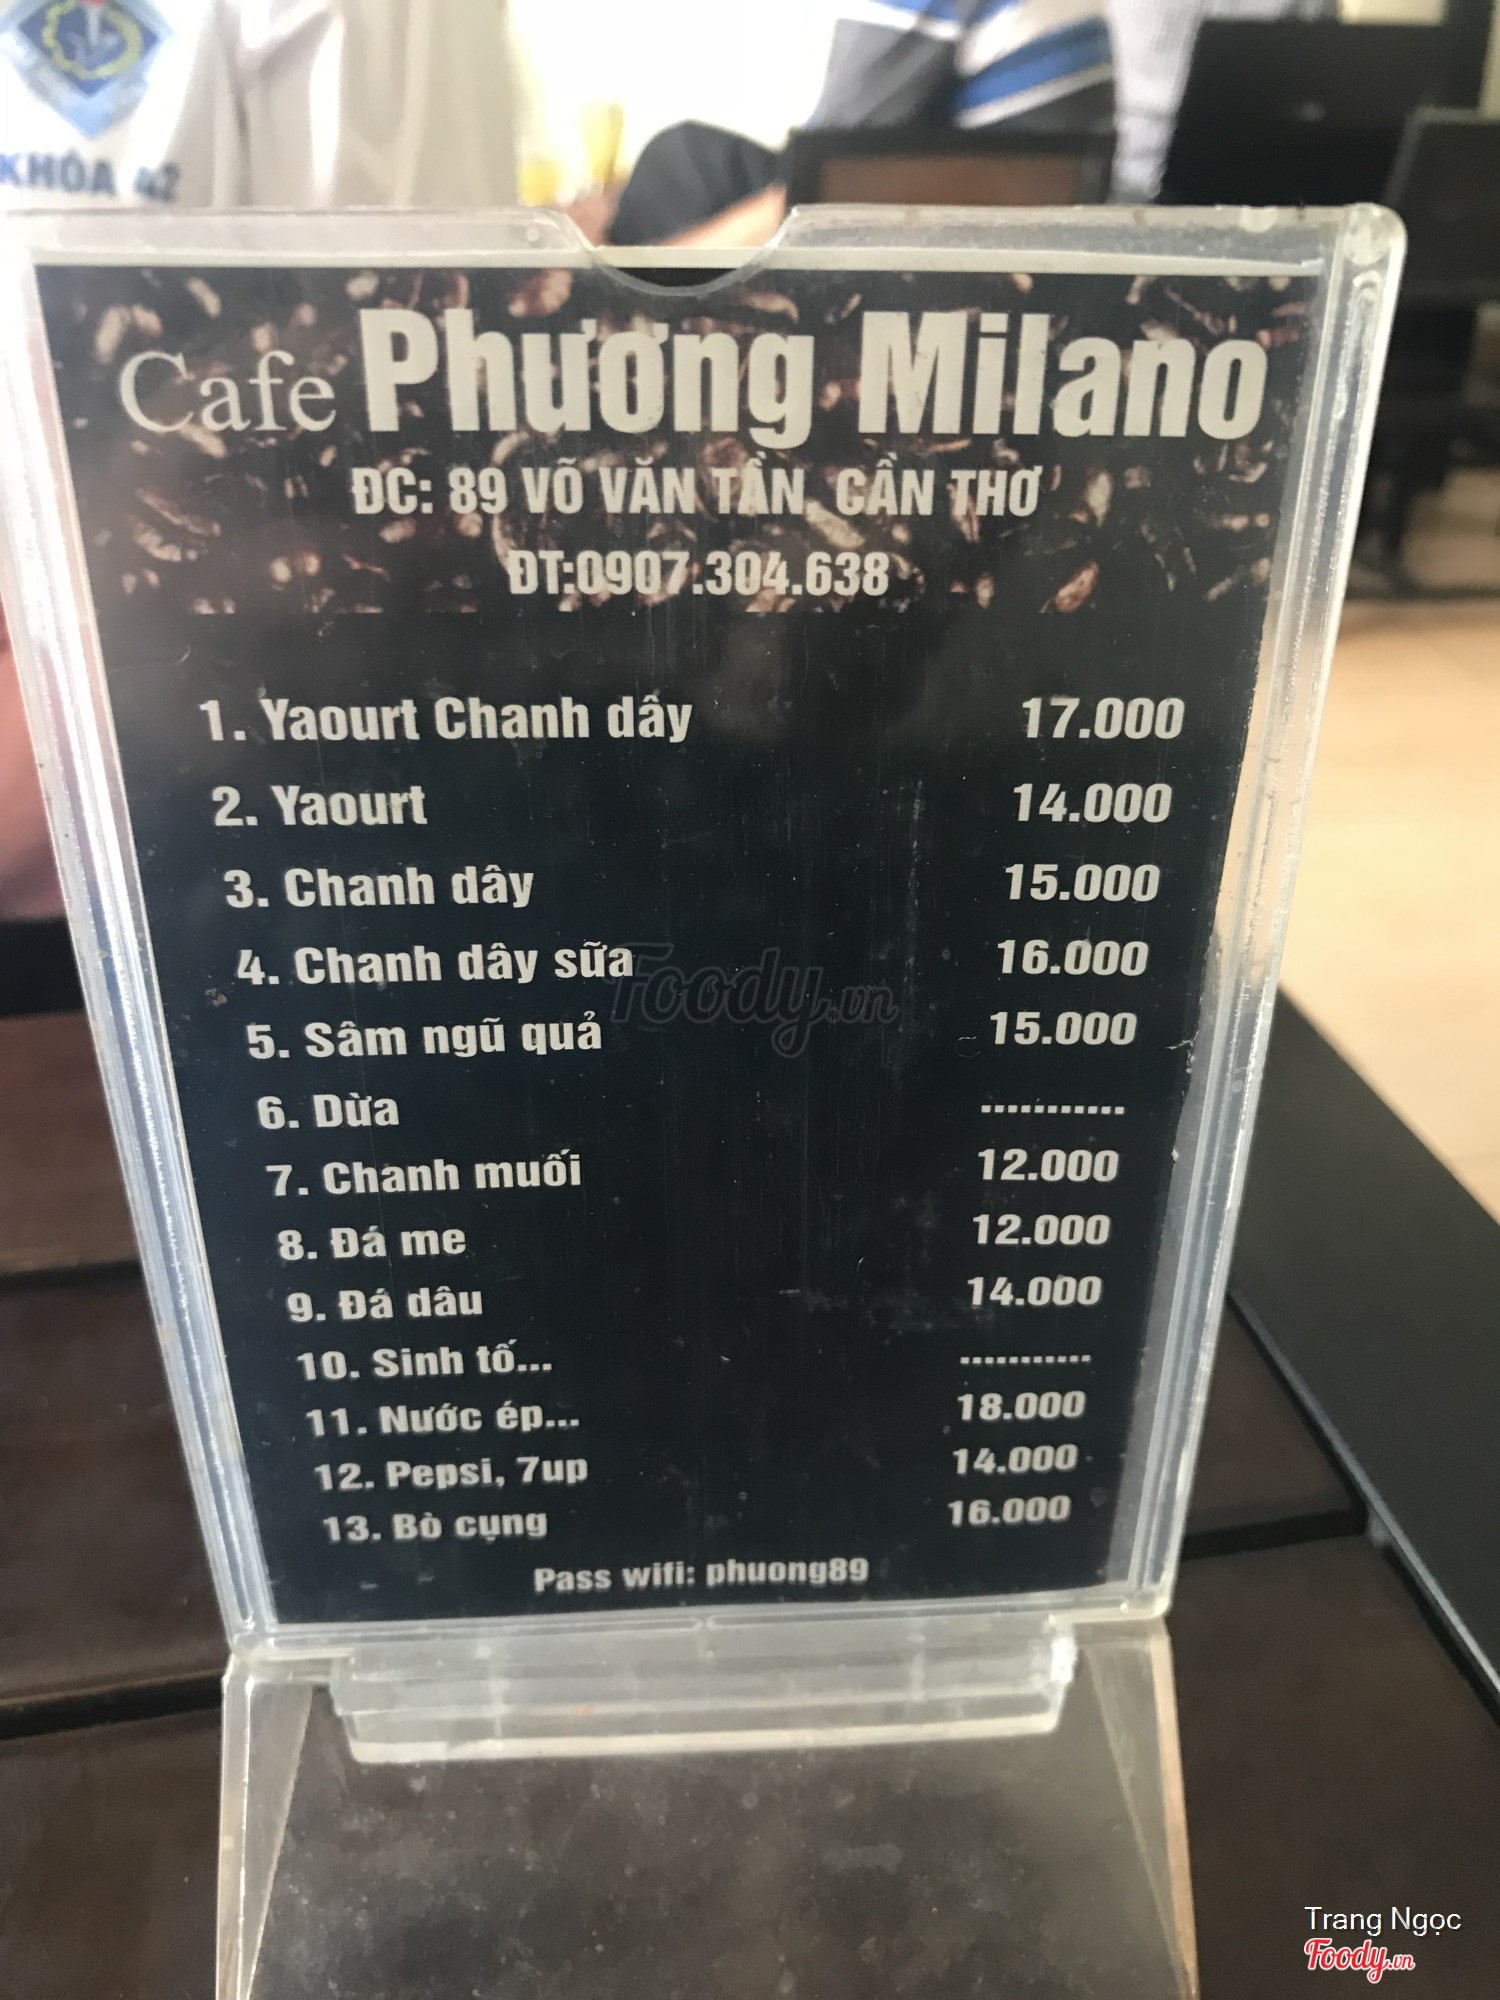 KHÓA 42
Cafe Phương Milano
ĐC: 89 VÕ VĂN TẦN, CẦN THƠ
ĐT:0907.304.638
1. Yaourt Chanh dây 17.000
2. Yaourt 14.000
3. Chanh dây 15.000
4. Chanh dây sữa 16.000
5. Sâm ngũ quả 15.000
6. Dừa ...........
7. Chanh muối 12.000
8. Đá me 12.000
9. Đá dâu 14.000
10. Sinh tố... ...........
11. Nước ép... 18.000
12. Pepsi, 7up 14.000
13. Bò cụng 16.000
Pass wifi: phuong89
Foody.vn
Trang Ngọc
Foody.vn